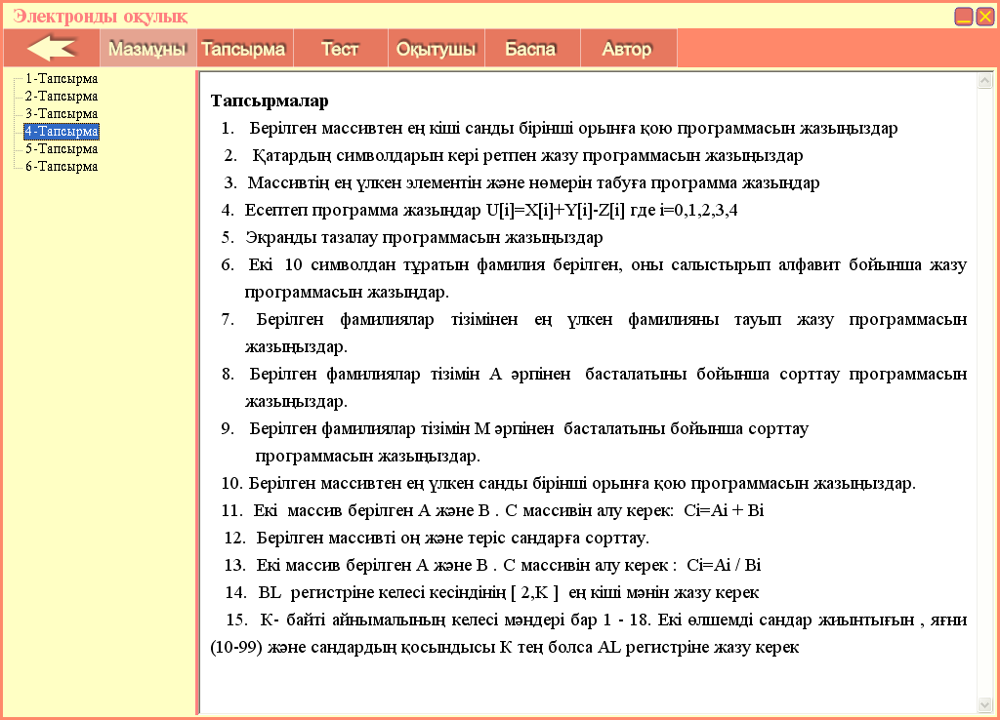 Электронды оқулық
Мазмұны Тапсырма Тест Оқытушы Баспа Автор
1-Тапсырма
2-Тапсырма
3-Тапсырма
4-Тапсырма
5-Тапсырма
6-Тапсырма
Тапсырмалар
1. Берілген массивтен ең кіші санды бірінші орынға қою программасын жазыңыздар
2. Қатардың символдарын кері ретпен жазу программасын жазыңыздар
3. Массивтің ең үлкен элементін және нөмерін табуға программа жазыңдар
4. Есептеп программа жазыңдар U[i]=X[i]+Y[i]-Z[i] где i=0,1,2,3,4
5. Экранды тазалау программасын жазыңыздар
6. Екі 10 символдан тұратын фамилия берілген, оны салыстырып алфавит бойынша жазу
программасын жазыңдар.
7. Берілген фамилиялар тізімінен ең үлкен фамилияны тауып жазу программасын
жазыңыздар.
8. Берілген фамилиялар тізімін А әрпінен басталатыны бойынша сорттау программасын
жазыңыздар.
9. Берілген фамилиялар тізімін М әрпінен басталатыны бойынша сорттау
программасын жазыңыздар.
10. Берілген массивтен ең үлкен санды бірінші орынға қою программасын жазыңыздар.
11. Екі массив берілген А және В . С массивін алу керек: Ci=Ai + Bi
12. Берілген массивті оң және теріс сандарға сорттау.
13. Екі массив берілген А және В . С массивін алу керек : Ci=Ai / Bi
14. BL регистріне келесі кесіндінің [ 2,K ] ең кіші мәнін жазу керек
15. К- байті айнымалының келесі мәндері бар 1 - 18. Екі өлшемді сандар жиынтығын , яғни
(10-99) және сандардың қосындысы К тең болса AL регистріне жазу керек